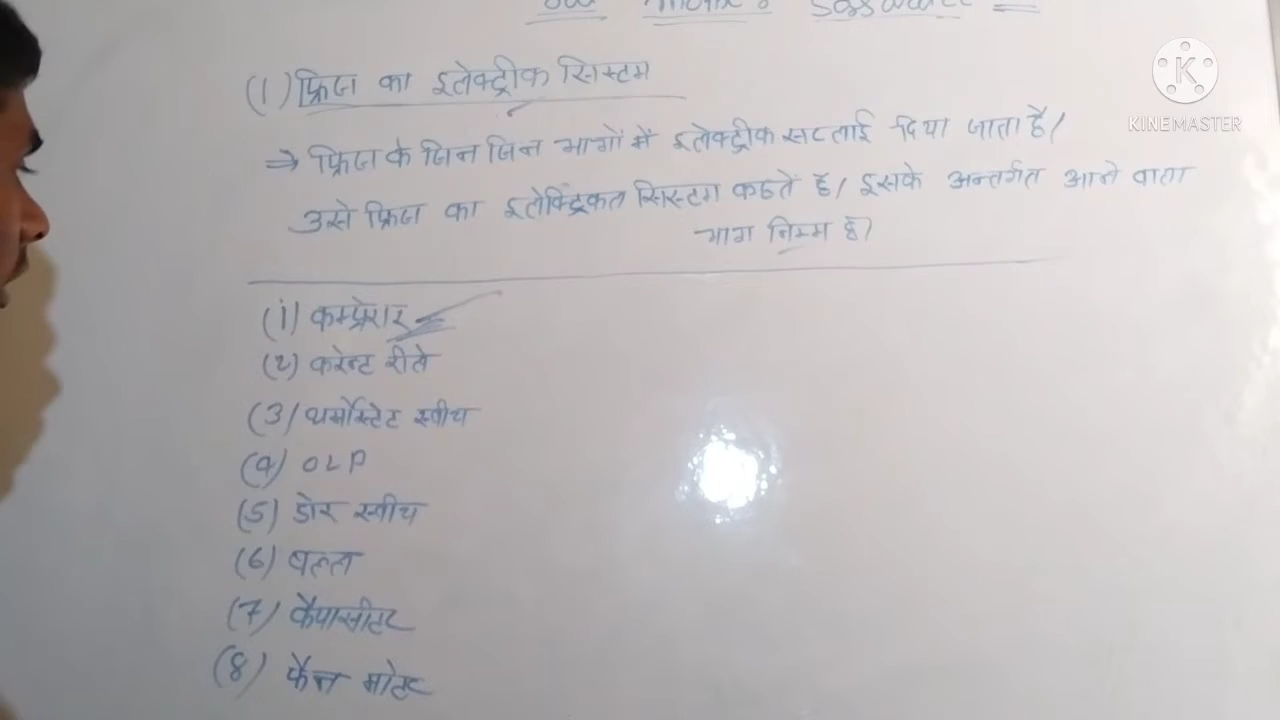 (1) फ्रिज का इलेक्ट्रीक सिस्टम
KINEMASTER
⇒ फ्रिज के जिन जिन भागों में इलेक्ट्रीक सप्लाई दिया जाता है।
उसे फ्रिज का इलेक्ट्रिकल सिस्टम कहते है। इसके अन्तर्गत आने वाला
भाग निम्म है।
(1) कम्प्रेशर
(2) करेन्ट रीले
(3) थर्मोस्टेट स्वीच
(4) OLP
(5) डोर स्वीच
(6) बल्ल
(7) कैपासीटर
(8) फैन मोटर